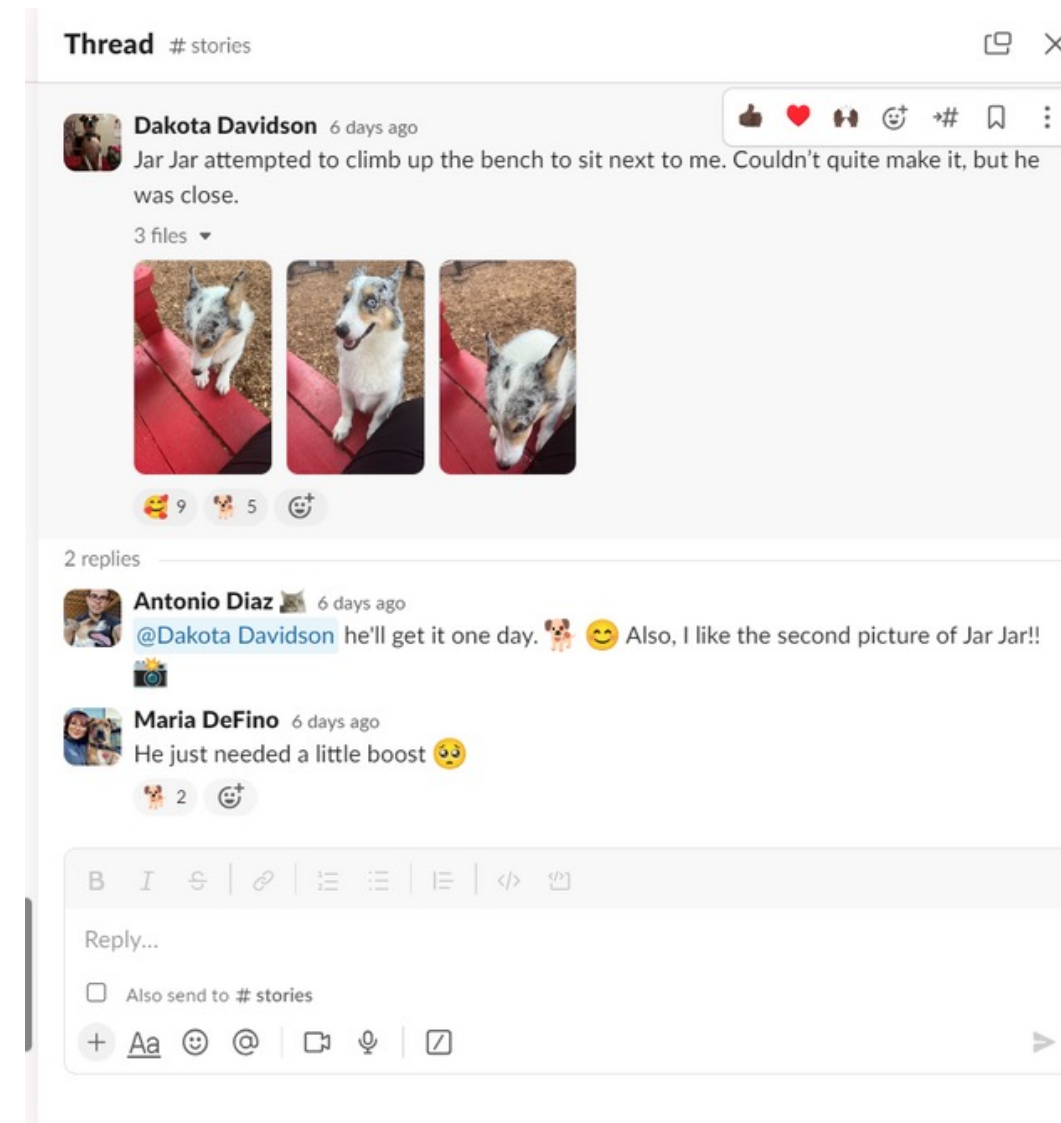 Thread # stories
Dakota Davidson 6 days ago
Jar Jar attempted to climb up the bench to sit next to me. Couldn’t quite make it, but he
was close.
3 files
9 5
2 replies
Antonio Diaz 6 days ago
@Dakota Davidson he'll get it one day. 🐕 😊 Also, I like the second picture of Jar Jar!!
📸
Maria DeFino 6 days ago
He just needed a little boost 🥺
2
B I S
Reply...
Also send to # stories
+ Aa @